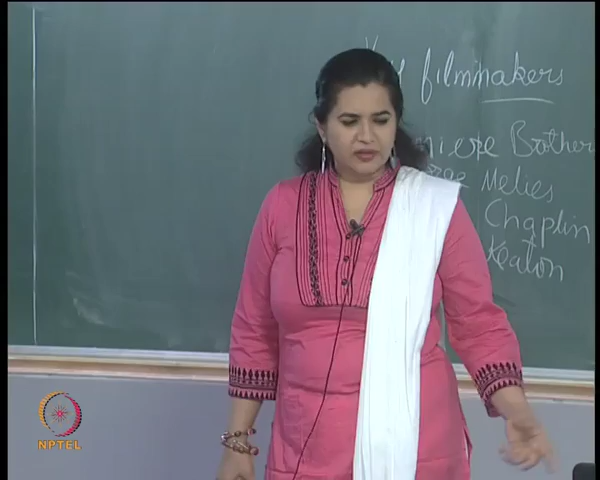 filmmakers
Bother
Melies
Chaplin
Keaton
NPTEL